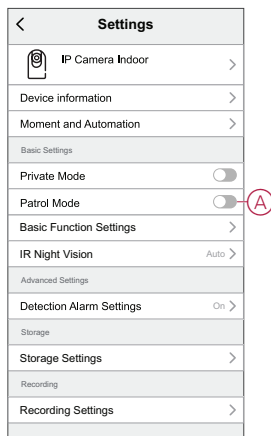 Settings
IP Camera Indoor
Device information
Moment and Automation
Basic Settings
Private Mode
Patrol Mode
A
Basic Function Settings
IR Night Vision Auto
Advanced Settings
Detection Alarm Settings On
Storage
Storage Settings
Recording
Recording Settings